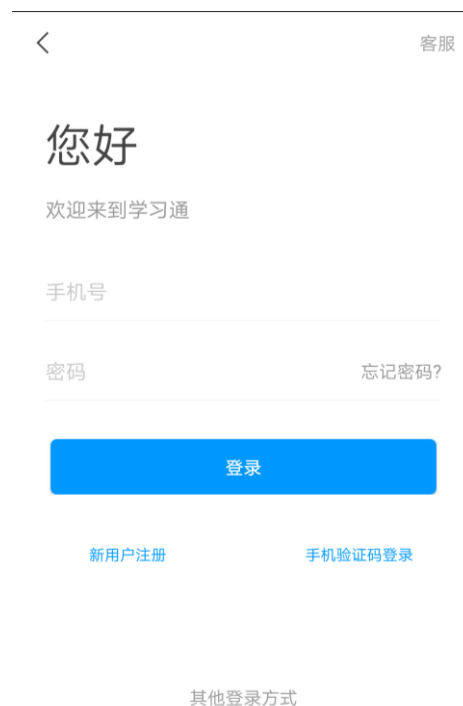 客服
您好
欢迎来到学习通
手机号
密码 忘记密码?
登录
新用户注册 手机验证码登录
其他登录方式